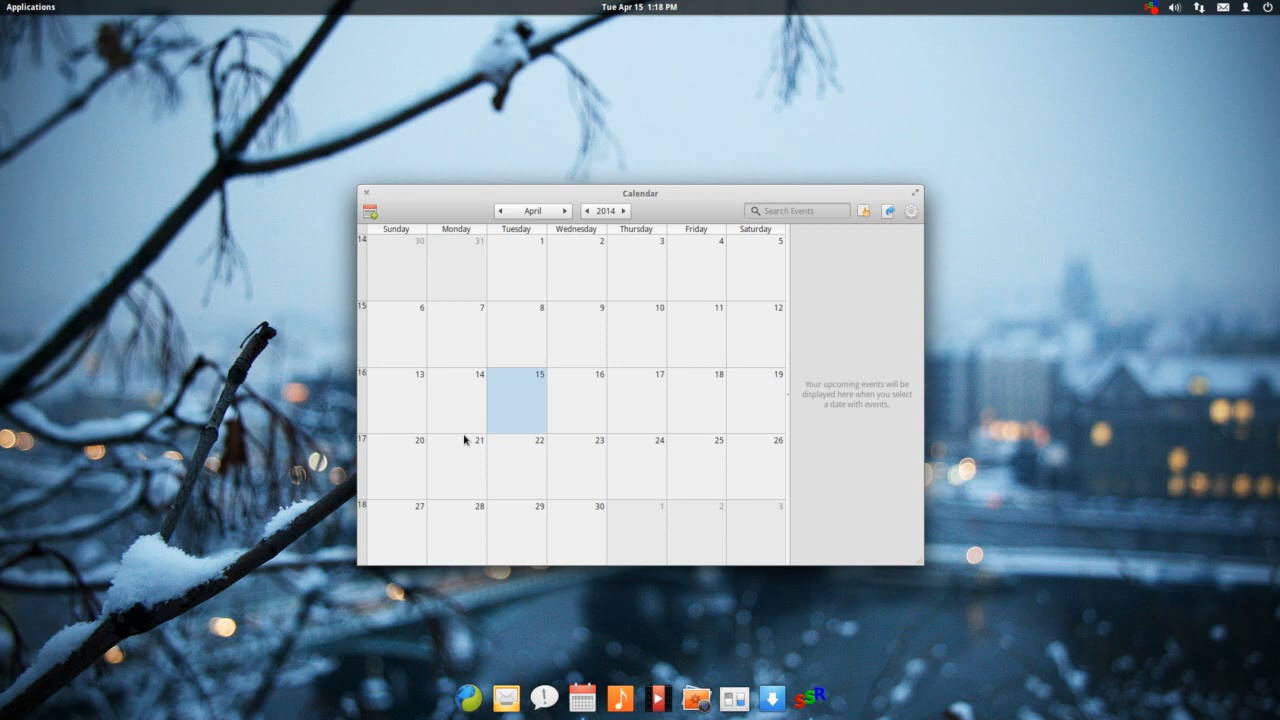 Applications
Tue Apr 15 1:18 PM
SSR
Calendar
April
2014
Search Events
Sunday Monday Tuesday Wednesday Thursday Friday Saturday
14 30 31 1 2 3 4 5
15 6 7 8 9 10 11 12
16 13 14 15 16 17 18 19
17 20 21 22 23 24 25 26
18 27 28 29 30 1 2 3
Your upcoming events will be
displayed here when you select
a date with events.
SSR